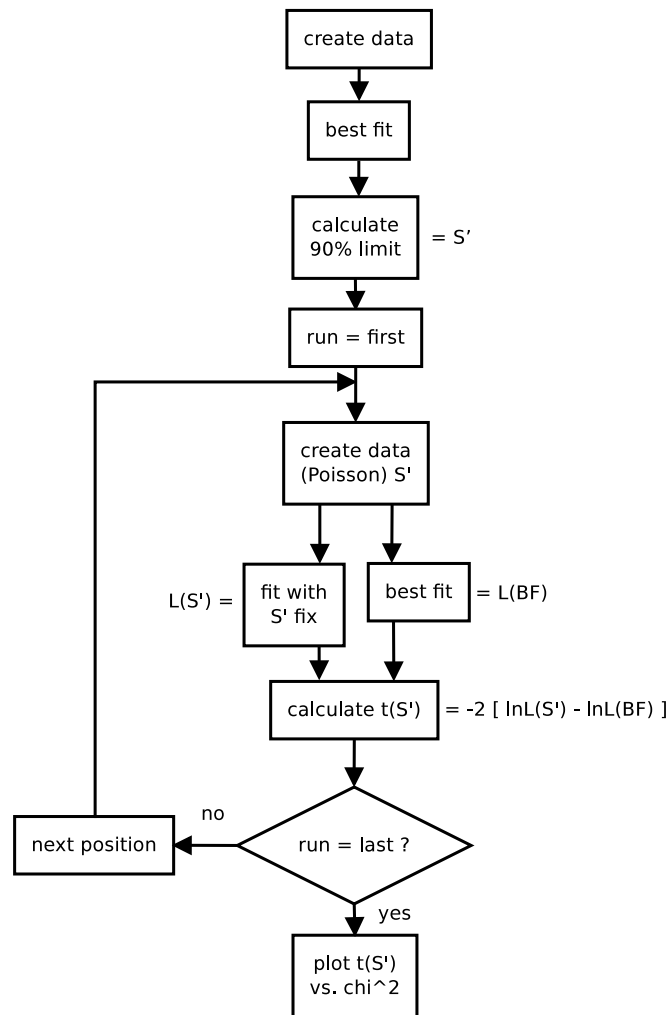 create data
best fit
calculate
90% limit
= S’
run = first
create data
(Poisson) S'
L(S') =
fit with
S' fix
best fit
= L(BF)
calculate t(S')
= -2 [ lnL(S') - lnL(BF) ]
no
next position
run = last ?
yes
plot t(S')
vs. chi^2